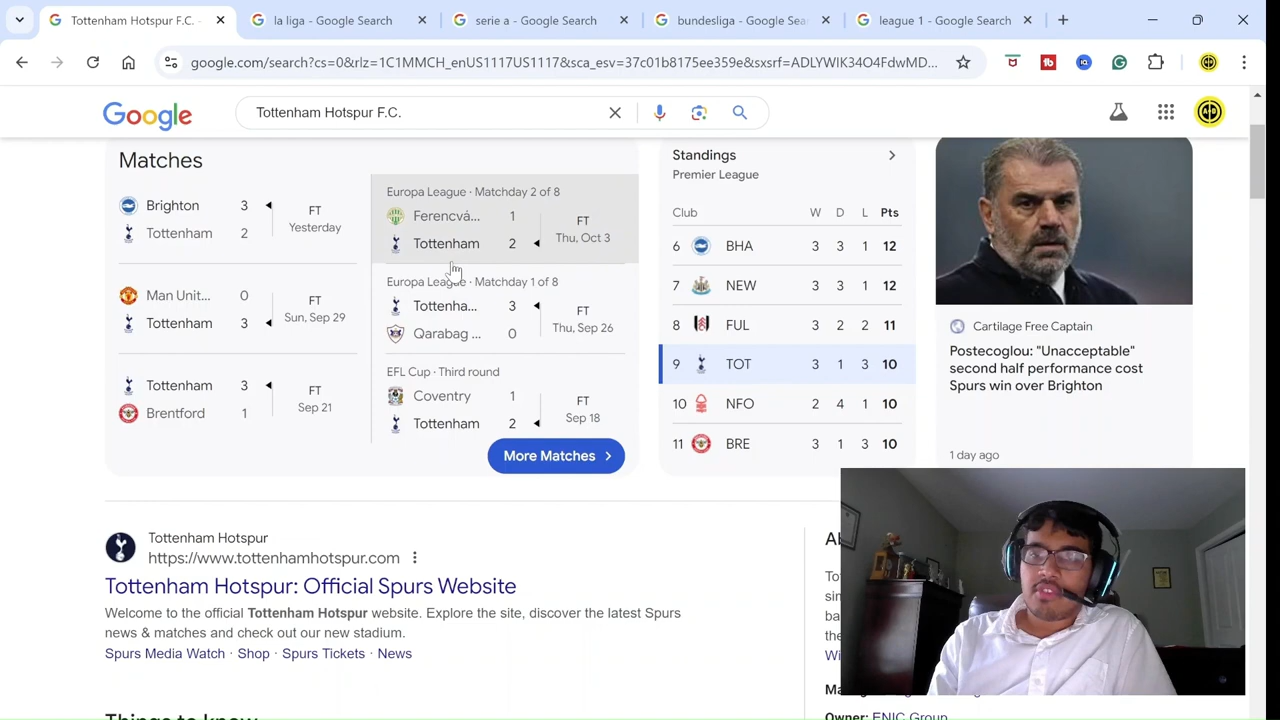 Tottenham Hotspur F.C. -
la liga - Google Search
serie a - Google Search
bundesliga - Google Sea
league 1 - Google Search
google.com/search?cs=0&rlz=1C1MMCH_enUS1117US1117&sca_esv=37c01b8175ee359e&sxsrf=ADLYWIK34O4FdwMD...
Google
Tottenham Hotspur F.C.
Matches
Brighton 3
Tottenham 2
FT
Yesterday
Man Unit... 0
Tottenham 3
FT
Sun, Sep 29
Tottenham 3
Brentford 1
FT
Sep 21
Europa League · Matchday 2 of 8
Ferencvá... 1
Tottenham 2
FT
Thu, Oct 3
Europa League · Matchday 1 of 8
Tottenha... 3
Qarabag ... 0
FT
Thu, Sep 26
EFL Cup · Third round
Coventry 1
Tottenham 2
FT
Sep 18
More Matches
Standings
Premier League
Club W D L Pts
6 BHA 3 3 1 12
7 NEW 3 3 1 12
8 FUL 3 2 2 11
9 TOT 3 1 3 10
10 NFO 2 4 1 10
11 BRE 3 1 3 10
Cartilage Free Captain
Postecoglou: "Unacceptable"
second half performance cost
Spurs win over Brighton
1 day ago
Tottenham Hotspur
https://www.tottenhamhotspur.com
Tottenham Hotspur: Official Spurs Website
Welcome to the official Tottenham Hotspur website. Explore the site, discover the latest Spurs
news & matches and check out our new stadium.
Spurs Media Watch · Shop · Spurs Tickets · News
Owner: ENIC Group